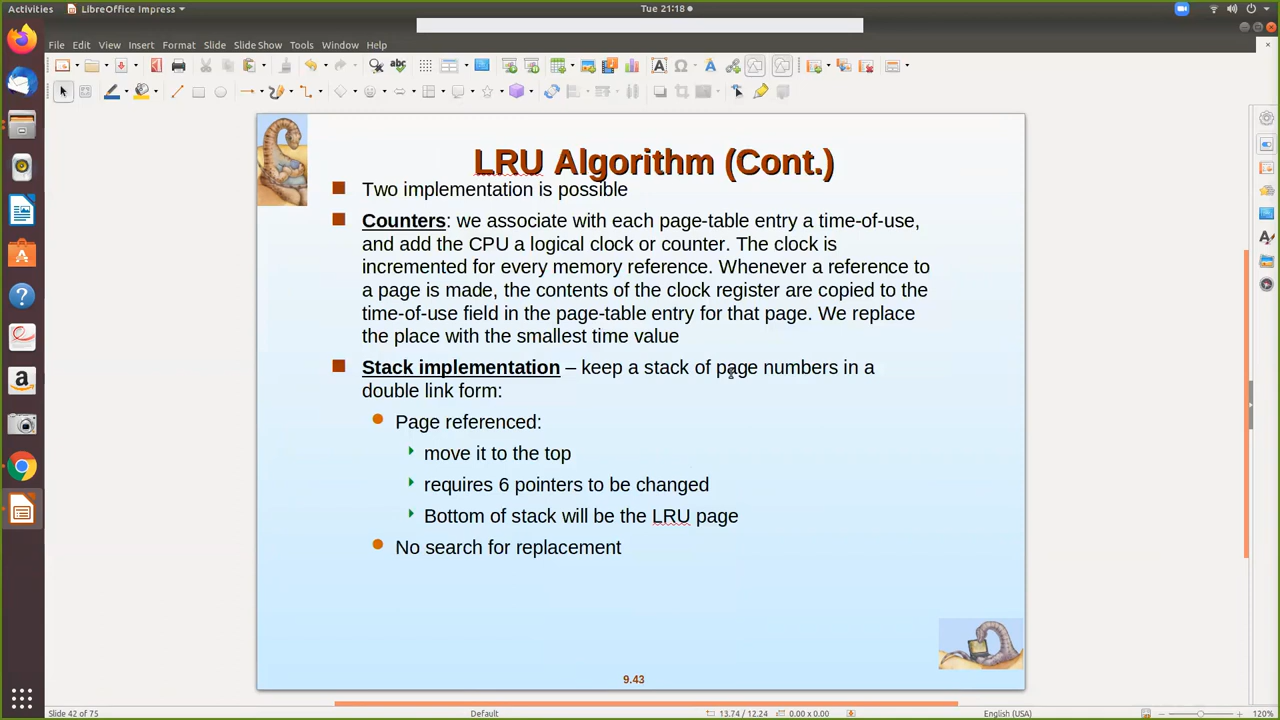 Activities
LibreOffice Impress
Tue 21:18
File Edit View Insert Format Slide Slide Show Tools Window Help
LRU Algorithm (Cont.)
Two implementation is possible
Counters: we associate with each page-table entry a time-of-use,
and add the CPU a logical clock or counter. The clock is
incremented for every memory reference. Whenever a reference to
a page is made, the contents of the clock register are copied to the
time-of-use field in the page-table entry for that page. We replace
the place with the smallest time value
Stack implementation – keep a stack of page numbers in a
double link form:
Page referenced:
move it to the top
requires 6 pointers to be changed
Bottom of stack will be the LRU page
No search for replacement
9.43
Slide 42 of 75
Default
13.74 / 12.24
0.00 x 0.00
English (USA)
120%